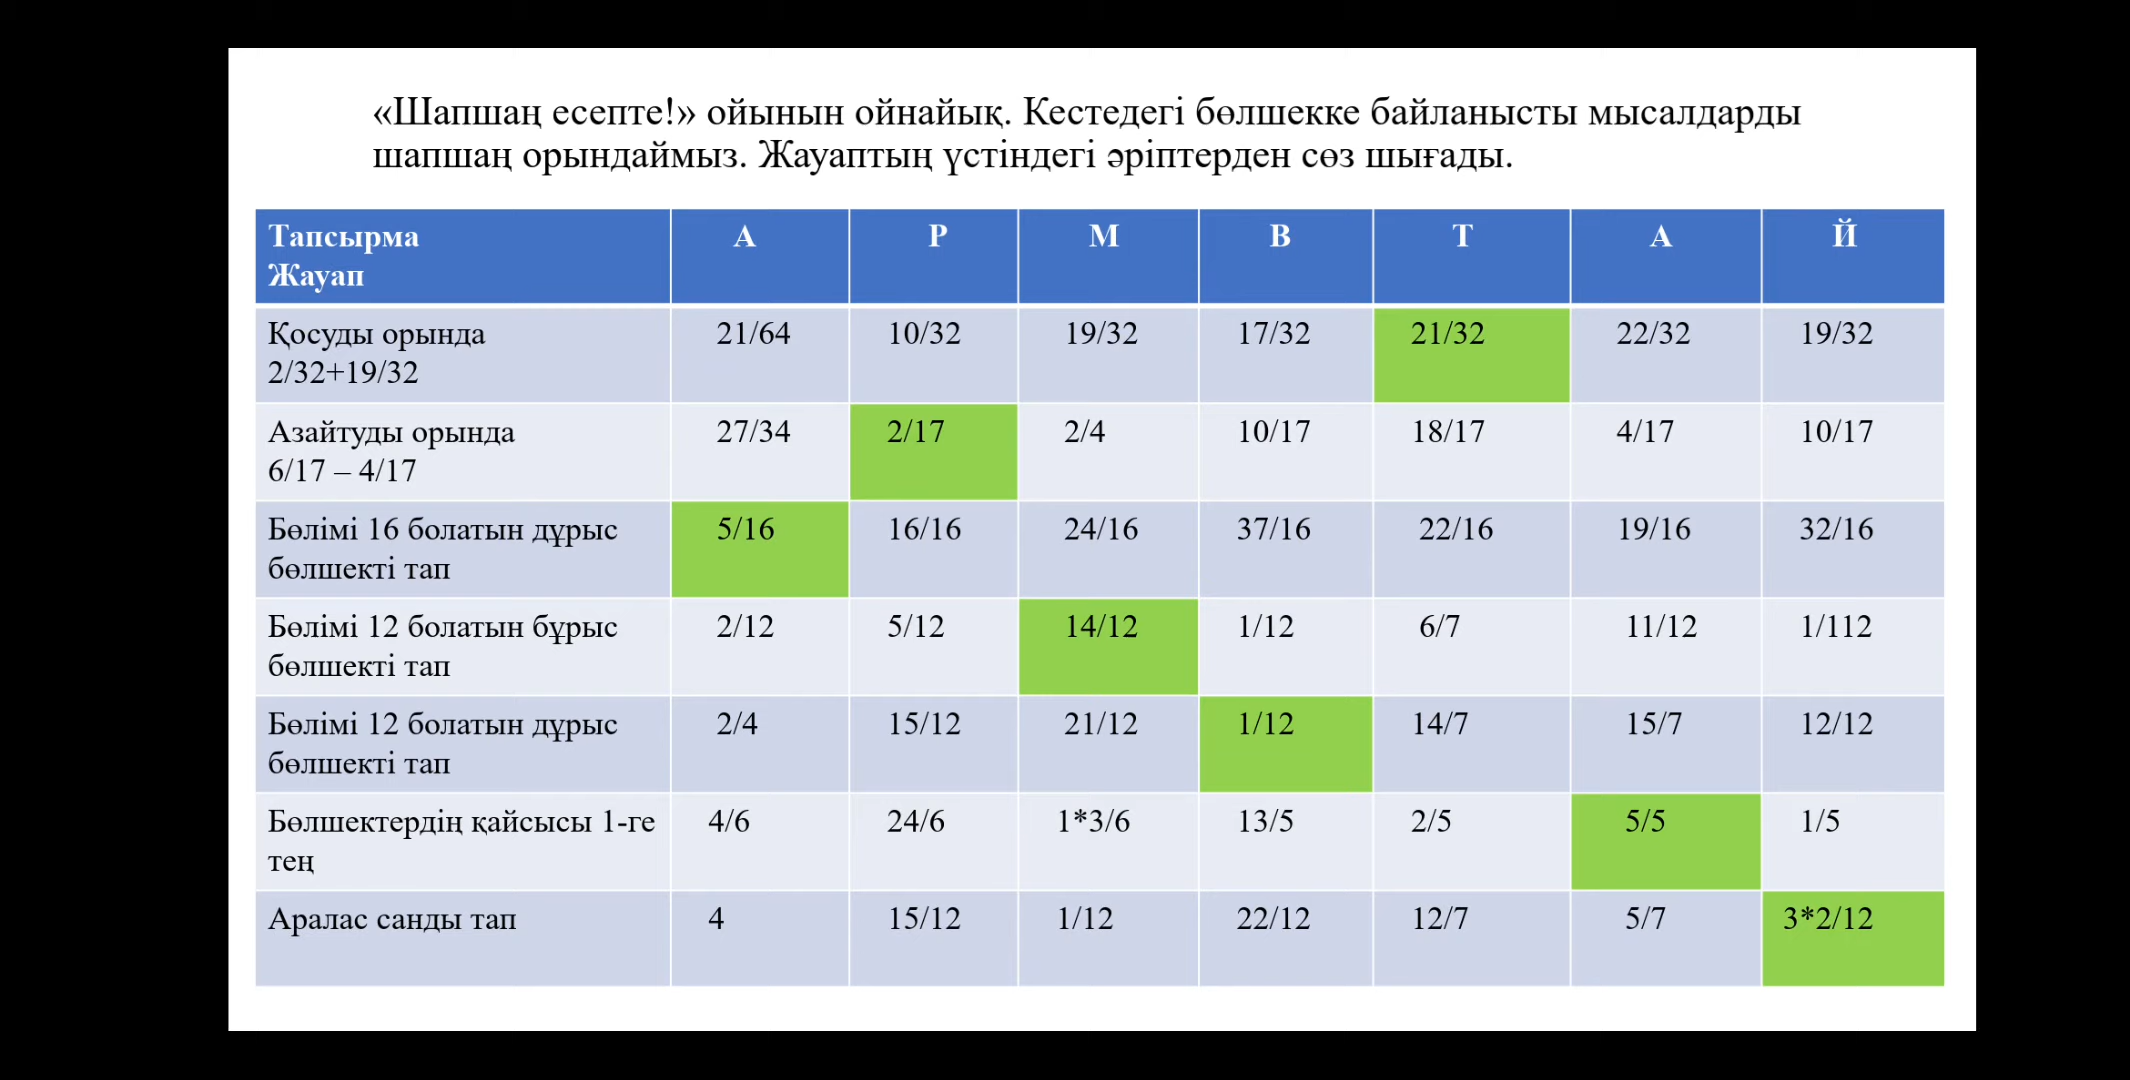 «Шапшаң есепте!» ойынын ойнайық. Кестедегі бөлшекке байланысты мысалдарды
шапшаң орындаймыз. Жауаптың үстіндегі әріптерден сөз шығады.
Тапсырма
Жауап
А Р М В Т А Й
Қосуды орында
2/32+19/32
21/64 10/32 19/32 17/32 21/32 22/32 19/32
Азайтуды орында
6/17 – 4/17
27/34 2/17 2/4 10/17 18/17 4/17 10/17
Бөлімі 16 болатын дұрыс
бөлшекті тап
5/16 16/16 24/16 37/16 22/16 19/16 32/16
Бөлімі 12 болатын бұрыс
бөлшекті тап
2/12 5/12 14/12 1/12 6/7 11/12 1/112
Бөлімі 12 болатын дұрыс
бөлшекті тап
2/4 15/12 21/12 1/12 14/7 15/7 12/12
Бөлшектердің қайсысы 1-ге
тең
4/6 24/6 1*3/6 13/5 2/5 5/5 1/5
Аралас санды тап
4 15/12 1/12 22/12 12/7 5/7 3*2/12